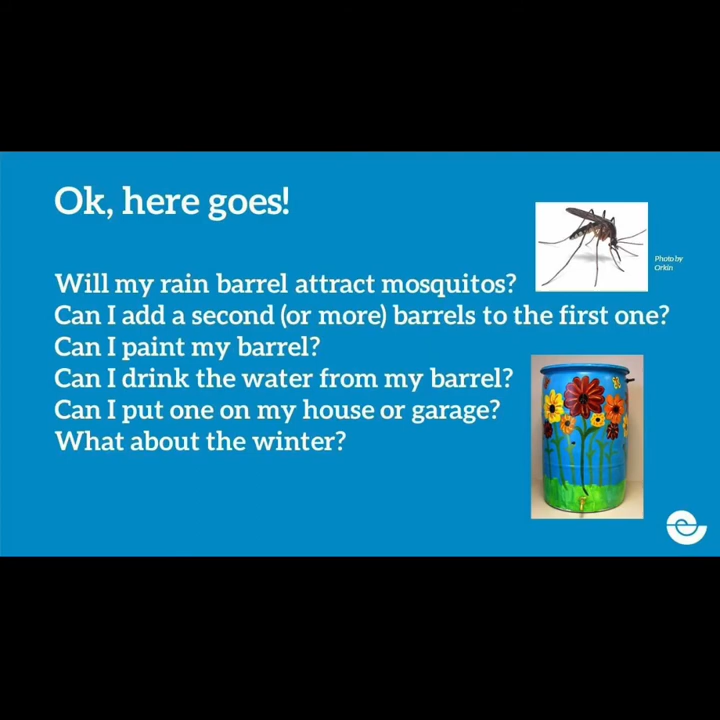 Ok, here goes!
Will my rain barrel attract mosquitos?
Can I add a second (or more) barrels to the first one?
Can I paint my barrel?
Can I drink the water from my barrel?
Can I put one on my house or garage?
What about the winter?
Photo by
Orkin